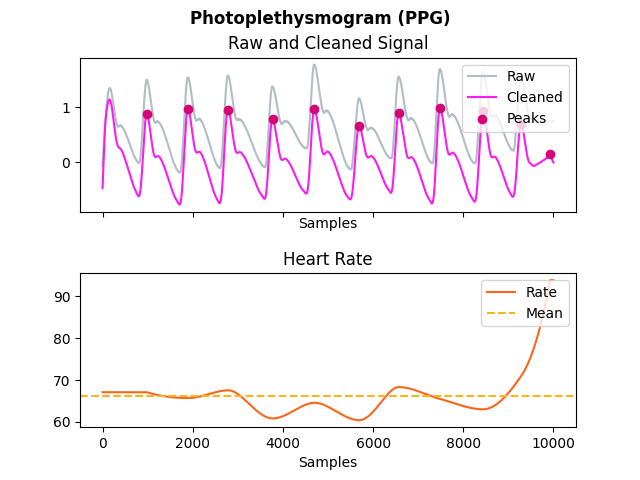 Photoplethysmogram (PPG)
Raw and Cleaned Signal
1
0
Raw
Cleaned
Peaks
Samples
Heart Rate
90
80
70
60
Rate
Mean
0 2000 4000 6000 8000 10000
Samples